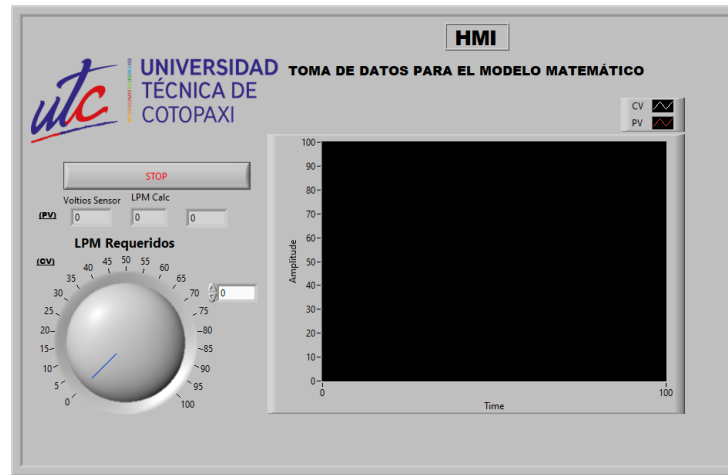 HMI
TOMA DE DATOS PARA EL MODELO MATEMÁTICO
utc
UNIVERSIDAD
TÉCNICA DE
COTOPAXI
CV
PV
STOP
Voltios Sensor LPM Calc
(PV) 0 0 0
LPM Requeridos
(CV)
0
0 5 10 15 20 25 30 35 40 45 50 55 60 65 70 75 80 85 90 95 100
Amplitude
100
90
80
70
60
50
40
30
20
10
0
0 100
Time